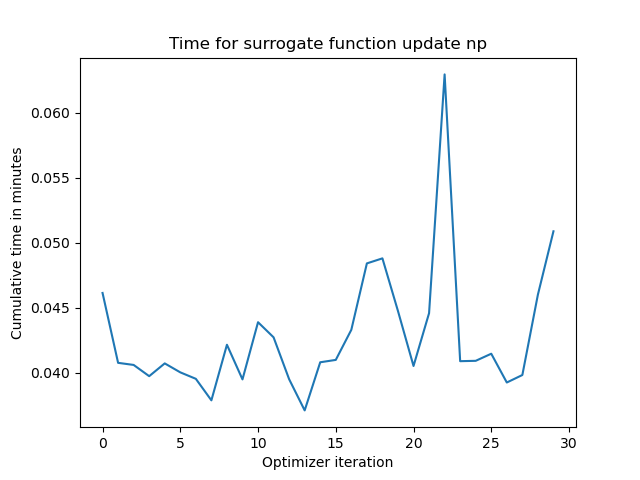 Time for surrogate function update np
0.060
0.055
0.050
0.045
0.040
Cumulative time in minutes
0 5 10 15 20 25 30
Optimizer iteration